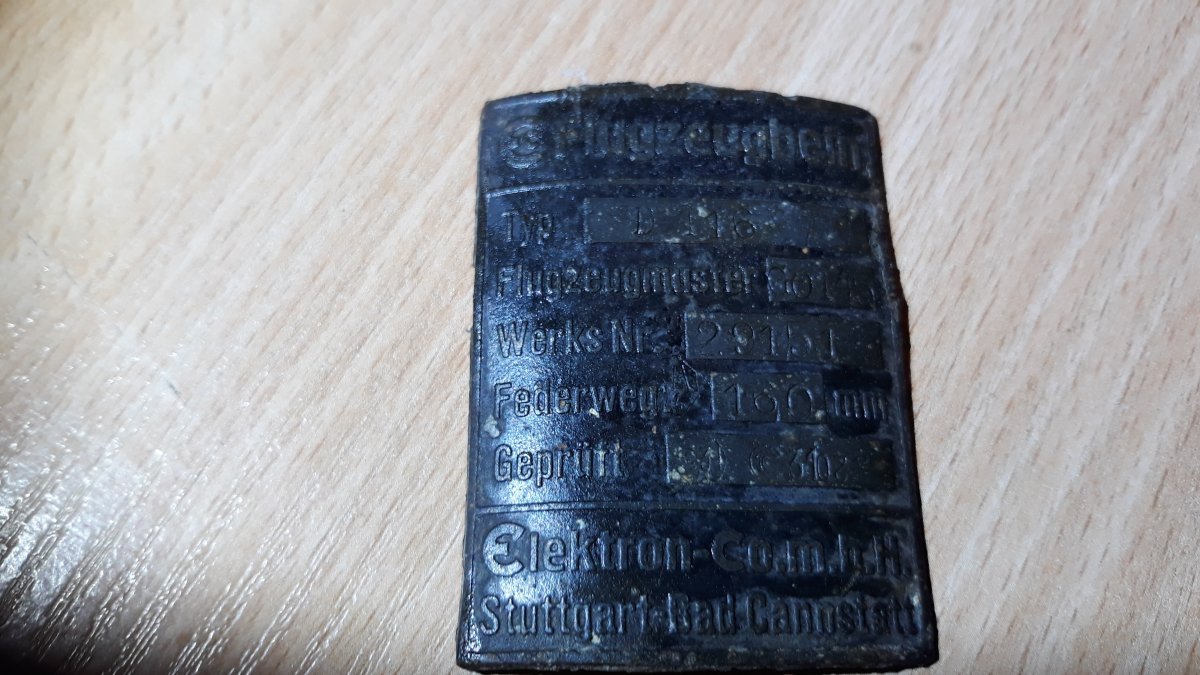 Flugzeugbein
Typ
Flugzeugmuster
Werks Nr. 29151
Federweg 160 mm
Geprüft
Elektron-Co.m.b.H.
Stuttgart-Bad Cannstatt